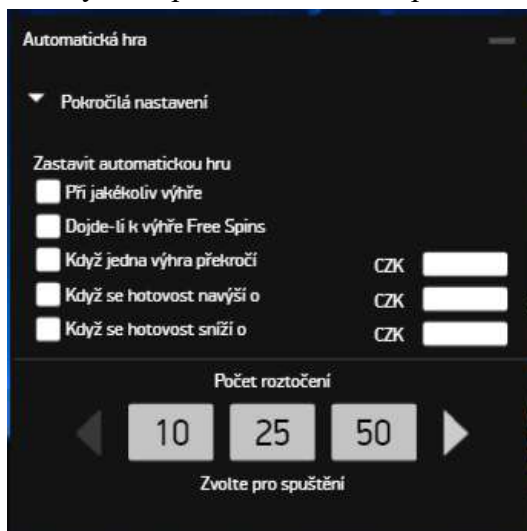 Automatická hra
Pokročilá nastavení
Zastavit automatickou hru
Při jakékoliv výhře
Dojde-li k výhře Free Spins
Když jedna výhra překročí CZK
Když se hotovost navýší o CZK
Když se hotovost sníží o CZK
Počet roztočení
10 25 50
Zvolte pro spuštění